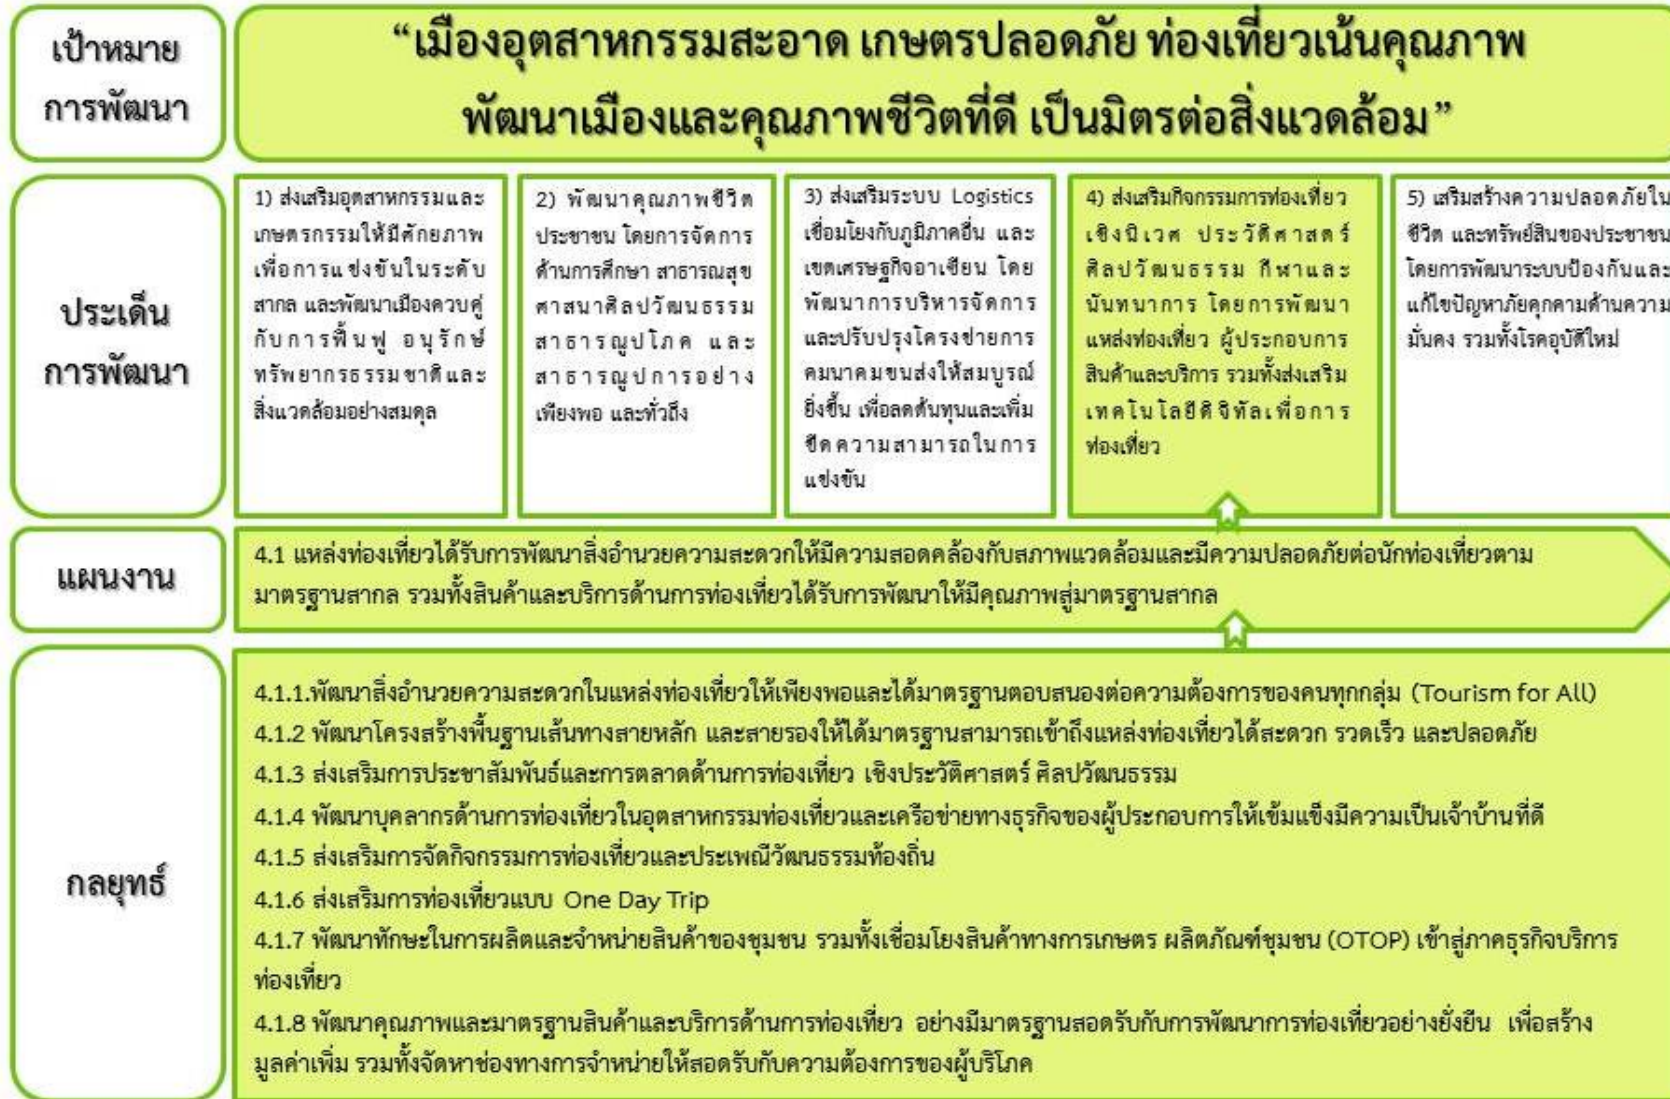 เป้าหมาย
การพัฒนา
“เมืองอุตสาหกรรมสะอาด เกษตรปลอดภัย ท่องเที่ยวเน้นคุณภาพ
พัฒนาเมืองและคุณภาพชีวิตที่ดี เป็นมิตรต่อสิ่งแวดล้อม”
ประเด็น
การพัฒนา
1) ส่งเสริมอุตสาหกรรมและ
เกษตรกรรมให้มีศักยภาพ
เพื่อการแข่งขันในระดับ
สากล และพัฒนาเมืองควบคู่
กับการฟื้นฟู อนุรักษ์
ทรัพยากรธรรมชาติและ
สิ่งแวดล้อมอย่างสมดุล
2) พัฒนาคุณภาพชีวิต
ประชาชน โดยการจัดการ
ด้านการศึกษา สาธารณสุข
ศาสนาศิลปวัฒนธรรม
สาธารณูปโภค และ
สาธารณูปการอย่าง
เพียงพอ และทั่วถึง
3) ส่งเสริมระบบ Logistics
เชื่อมโยงกับภูมิภาคอื่น และ
เขตเศรษฐกิจอาเซียน โดย
พัฒนาการบริหารจัดการ
และปรับปรุงโครงข่ายการ
คมนาคมขนส่งให้สมบูรณ์
ยิ่งขึ้น เพื่อลดต้นทุนและเพิ่ม
ขีดความสามารถในการ
แข่งขัน
4) ส่งเสริมกิจกรรมการท่องเที่ยว
เชิงนิเวศ ประวัติศาสตร์
ศิลปวัฒนธรรม กีฬาและ
นันทนาการ โดยการพัฒนา
แหล่งท่องเที่ยว ผู้ประกอบการ
สินค้าและบริการ รวมทั้งส่งเสริม
เทคโนโลยีดิจิทัลเพื่อการ
ท่องเที่ยว
5) เสริมสร้างความปลอดภัยใน
ชีวิต และทรัพย์สินของประชาชน
โดยการพัฒนาระบบป้องกันและ
แก้ไขปัญหาภัยคุกคามด้านความ
มั่นคง รวมทั้งโรคอุบัติใหม่
แผนงาน
4.1 แหล่งท่องเที่ยวได้รับการพัฒนาสิ่งอำนวยความสะดวกให้มีความสอดคล้องกับสภาพแวดล้อมและมีความปลอดภัยต่อนักท่องเที่ยวตาม
มาตรฐานสากล รวมทั้งสินค้าและบริการด้านการท่องเที่ยวได้รับการพัฒนาให้มีคุณภาพสู่มาตรฐานสากล
กลยุทธ์
4.1.1.พัฒนาสิ่งอำนวยความสะดวกในแหล่งท่องเที่ยวให้เพียงพอและได้มาตรฐานตอบสนองต่อความต้องการของคนทุกกลุ่ม (Tourism for All)
4.1.2 พัฒนาโครงสร้างพื้นฐานเส้นทางสายหลัก และสายรองให้ได้มาตรฐานสามารถเข้าถึงแหล่งท่องเที่ยวได้สะดวก รวดเร็ว และปลอดภัย
4.1.3 ส่งเสริมการประชาสัมพันธ์และการตลาดด้านการท่องเที่ยว เชิงประวัติศาสตร์ ศิลปวัฒนธรรม
4.1.4 พัฒนาบุคลากรด้านการท่องเที่ยวในอุตสาหกรรมท่องเที่ยวและเครือข่ายทางธุรกิจของผู้ประกอบการให้เข้มแข็งมีความเป็นเจ้าบ้านที่ดี
4.1.5 ส่งเสริมการจัดกิจกรรมการท่องเที่ยวและประเพณีวัฒนธรรมท้องถิ่น
4.1.6 ส่งเสริมการท่องเที่ยวแบบ One Day Trip
4.1.7 พัฒนาทักษะในการผลิตและจำหน่ายสินค้าของชุมชน รวมทั้งเชื่อมโยงสินค้าทางการเกษตร ผลิตภัณฑ์ชุมชน (OTOP) เข้าสู่ภาคธุรกิจบริการ
ท่องเที่ยว
4.1.8 พัฒนาคุณภาพและมาตรฐานสินค้าและบริการด้านการท่องเที่ยว อย่างมีมาตรฐานสอดรับกับการพัฒนาการท่องเที่ยวอย่างยั่งยืน เพื่อสร้าง
มูลค่าเพิ่ม รวมทั้งจัดหาช่องทางการจำหน่ายให้สอดรับกับความต้องการของผู้บริโภค